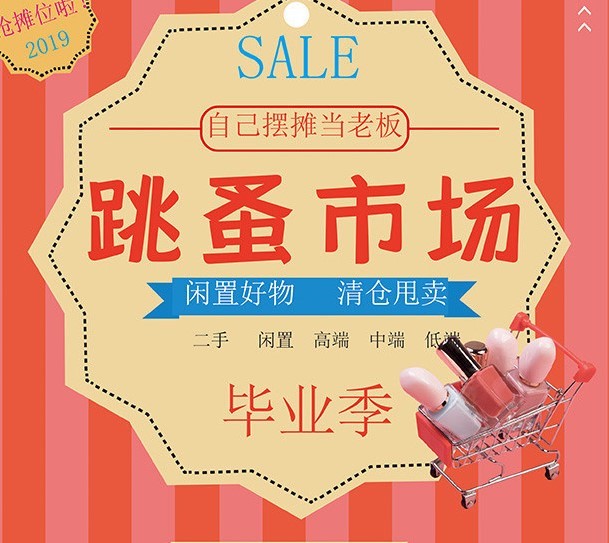 抢摊位啦
2019
SALE
自己摆摊当老板
跳蚤市场
闲置好物 清仓甩卖
二手 闲置 高端 中端 低端
毕业季